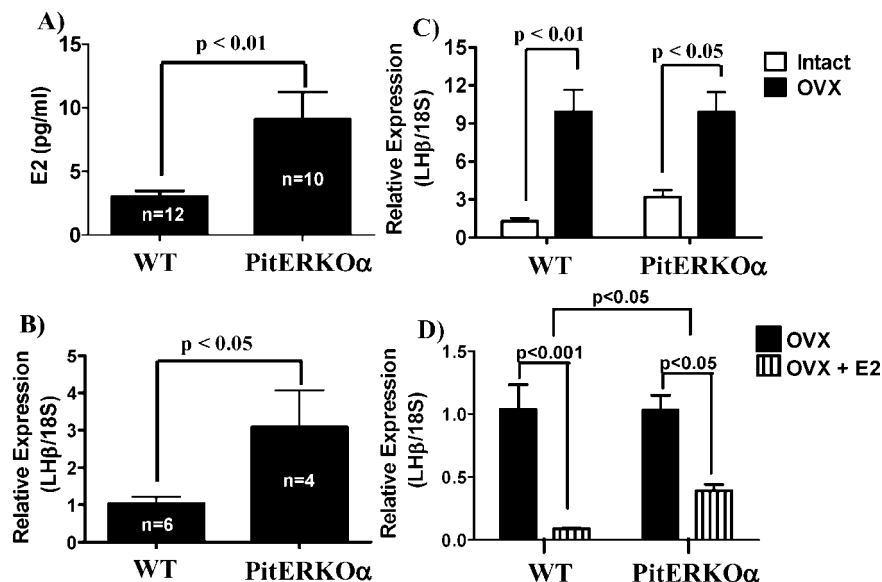 A)
p < 0.01
E2 (pg/ml)
15
10
5
0
n=12
n=10
WT
PitERKOα
C)
p < 0.01
p < 0.05
Intact
OVX
Relative Expression
(LHβ/18S)
15
12
9
6
3
0
WT
PitERKOα
B)
p < 0.05
Relative Expression
(LHβ/18S)
5
4
3
2
1
0
n=6
n=4
WT
PitERKOα
D)
p<0.05
p<0.001
p<0.05
OVX
OVX + E2
Relative Expression
(LHβ/18S)
1.5
1.0
0.5
0.0
WT
PitERKOα